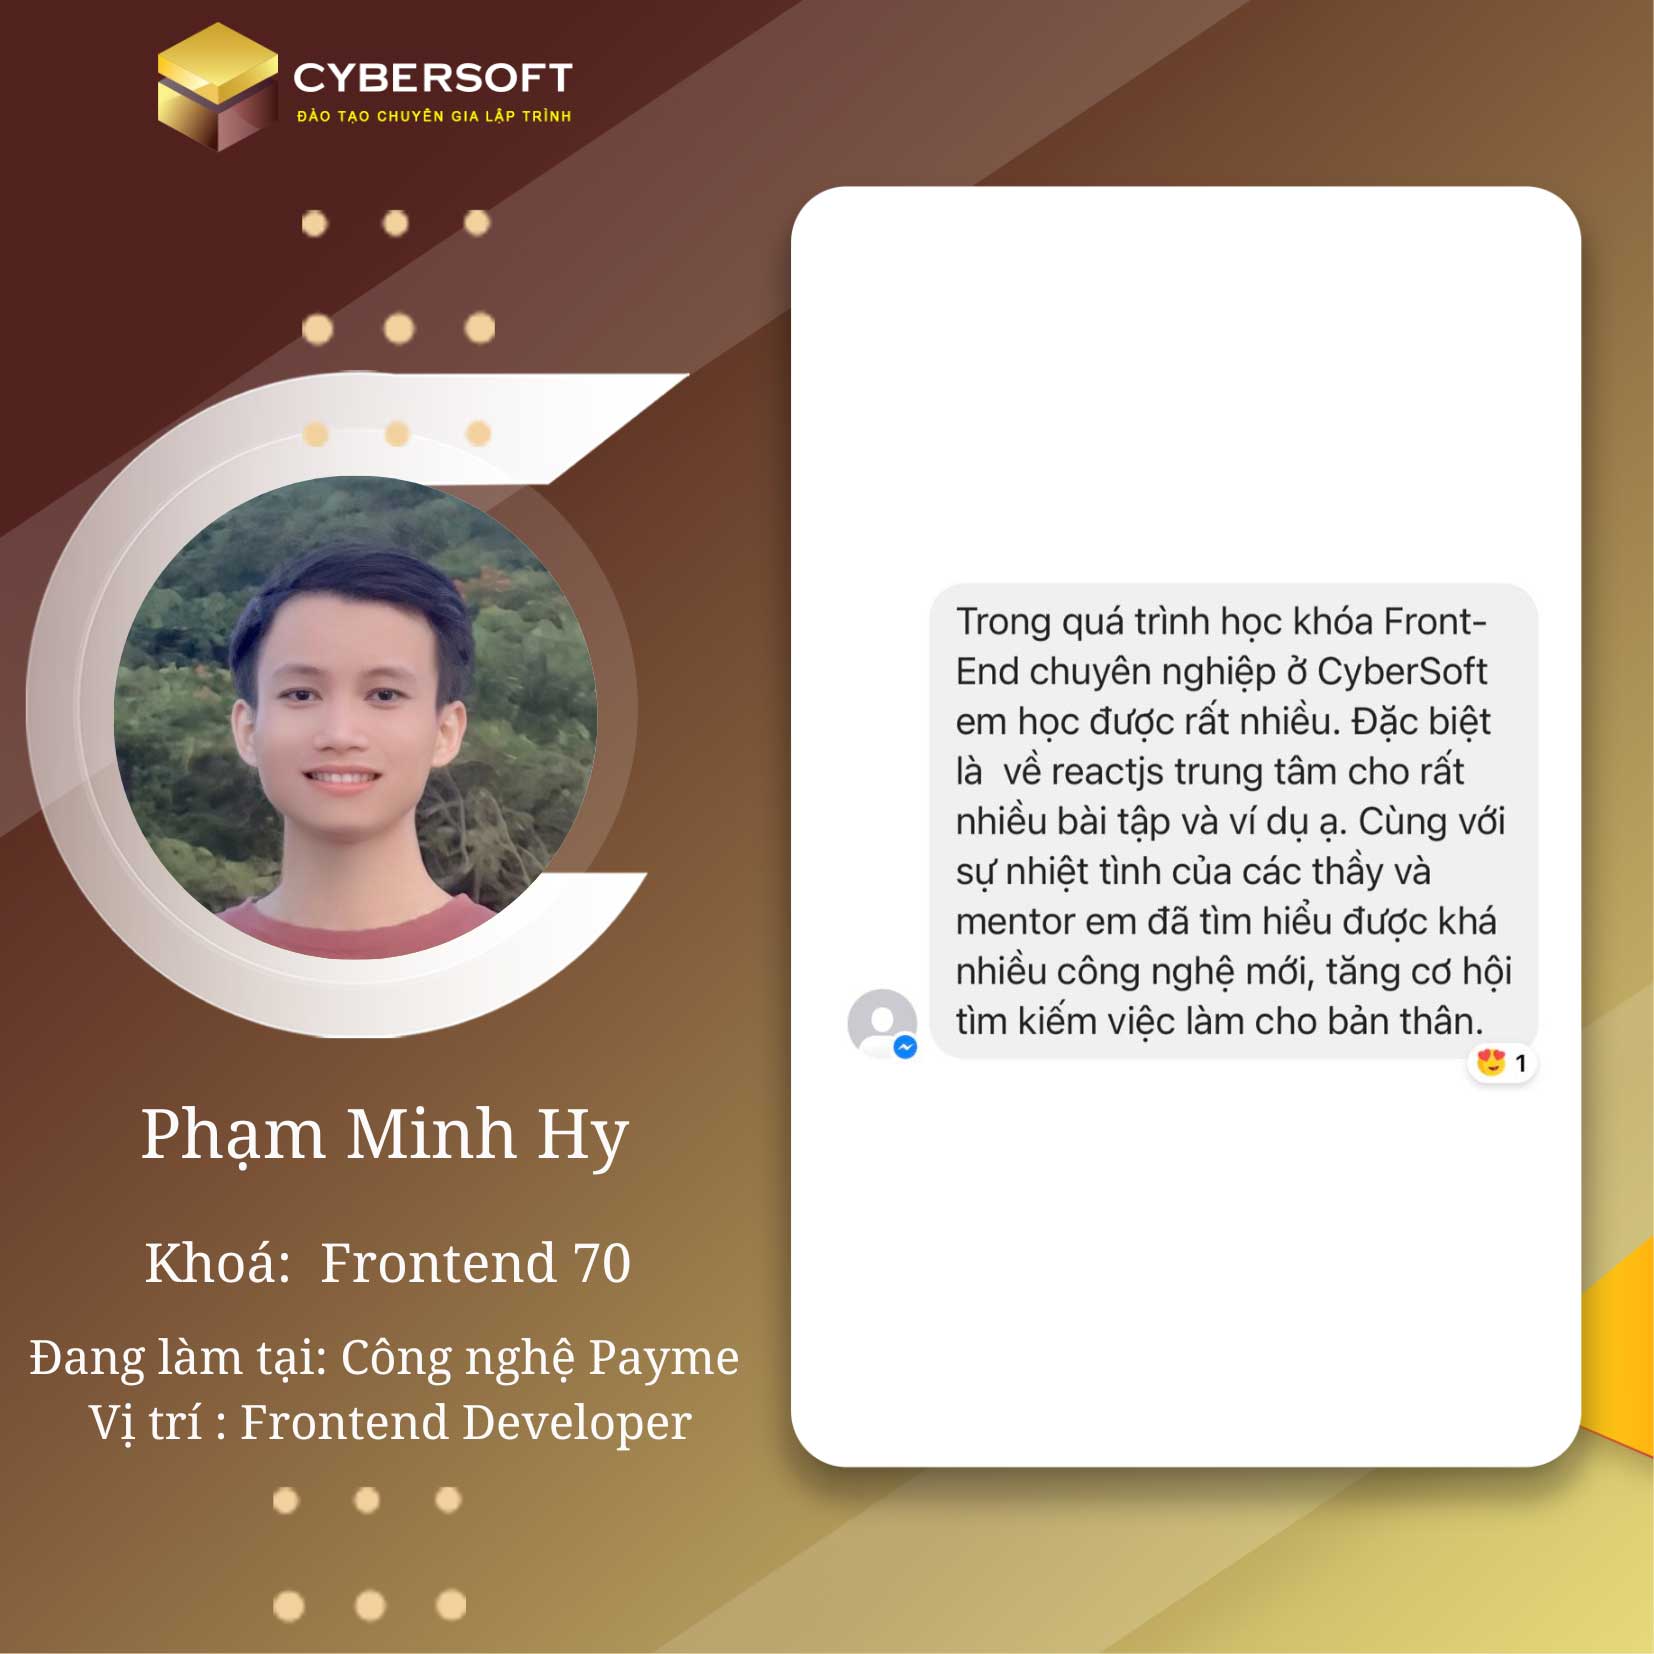 CYBERSOFT
ĐÀO TẠO CHUYÊN GIA LẬP TRÌNH
Phạm Minh Hy
Khoá: Frontend 70
Đang làm tại: Công nghệ Payme
Vị trí : Frontend Developer
Trong quá trình học khóa Front-
End chuyên nghiệp ở CyberSoft
em học được rất nhiều. Đặc biệt
là  về reactjs trung tâm cho rất
nhiều bài tập và ví dụ ạ. Cùng với
sự nhiệt tình của các thầy và
mentor em đã tìm hiểu được khá
nhiều công nghệ mới, tăng cơ hội
tìm kiếm việc làm cho bản thân.
😍 1